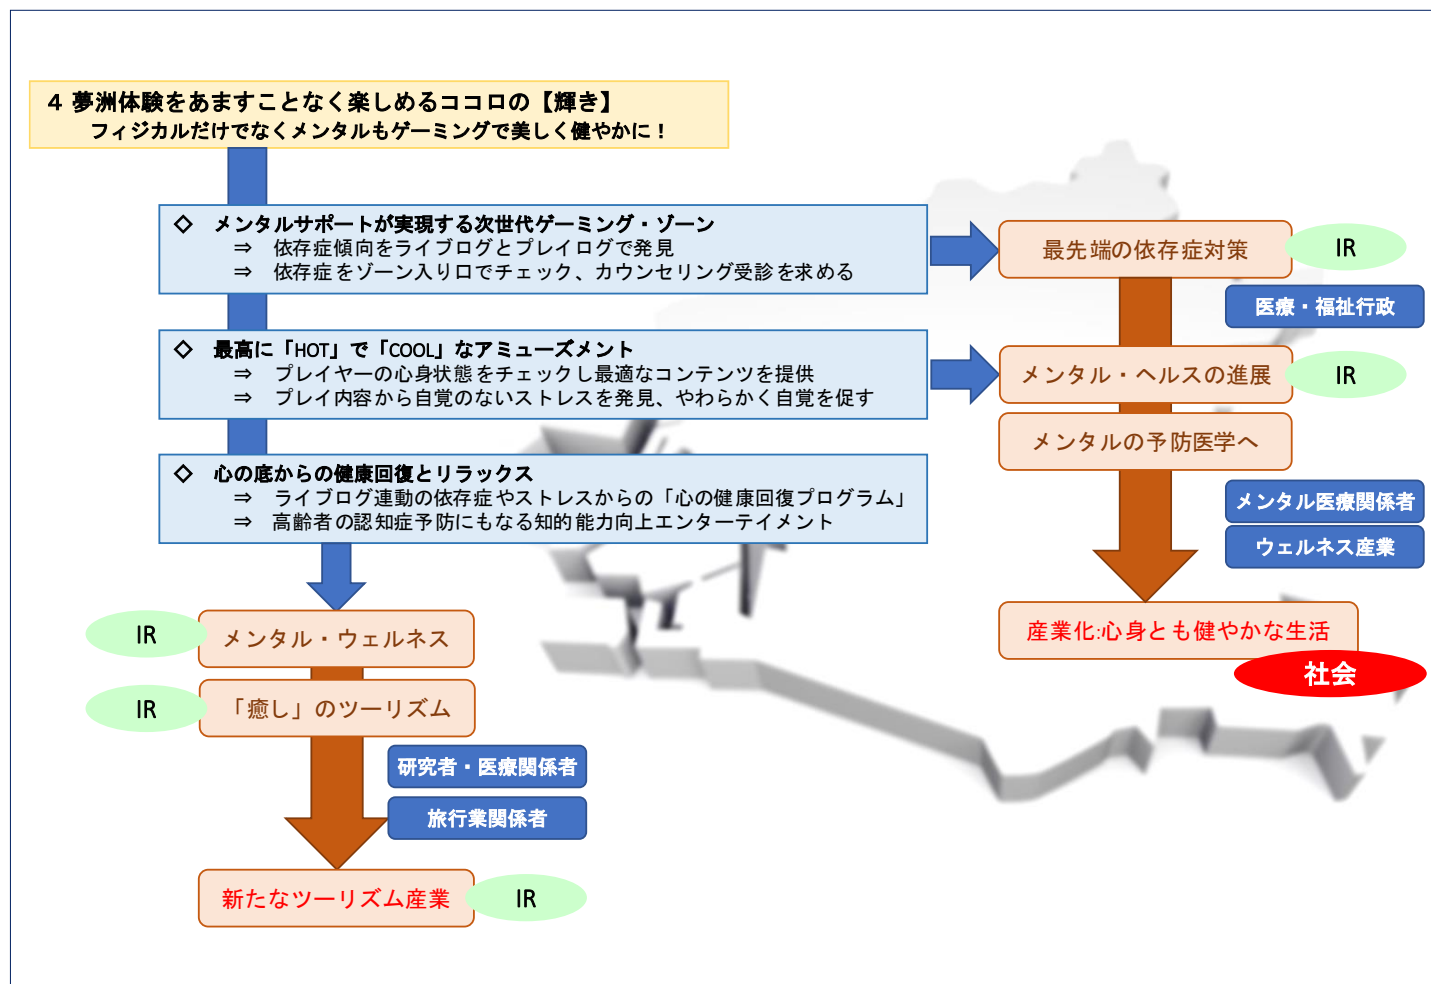 4 夢洲体験をあますことなく楽しめるココロの【輝き】
フィジカルだけでなくメンタルもゲーミングで美しく健やかに！
◇ メンタルサポートが実現する次世代ゲーミング・ゾーン
⇒ 依存症傾向をライブログとプレイログで発見
⇒ 依存症をゾーン入り口でチェック、カウンセリング受診を求める
◇ 最高に「HOT」で「COOL」なアミューズメント
⇒ プレイヤーの心身状態をチェックし最適なコンテンツを提供
⇒ プレイ内容から自覚のないストレスを発見、やわらかく自覚を促す
◇ 心の底からの健康回復とリラックス
⇒ ライブログ連動の依存症やストレスからの「心の健康回復プログラム」
⇒ 高齢者の認知症予防にもなる知的能力向上エンターテイメント
最先端の依存症対策
IR
医療・福祉行政
メンタル・ヘルスの進展
IR
メンタルの予防医学へ
メンタル医療関係者
ウェルネス産業
産業化:心身とも健やかな生活
社会
IR
メンタル・ウェルネス
IR
「癒し」のツーリズム
研究者・医療関係者
旅行業関係者
新たなツーリズム産業
IR